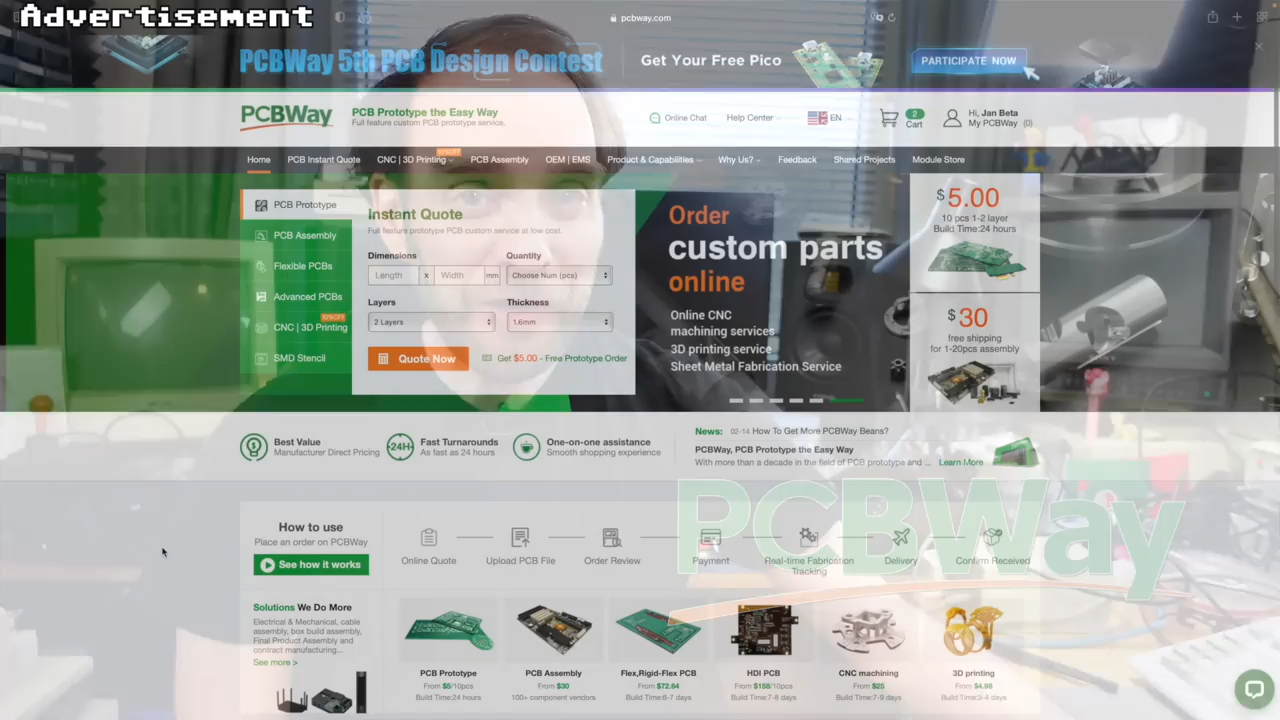 Advertisement
pcbway.com
PCBWay 5th PCB Design Contest
Get Your Free Pico
PARTICIPATE NOW
PCBWay
PCB Prototype the Easy Way
Full feature custom PCB prototype service.
Online Chat
Help Center
EN
2
Cart
Hi, Jan Beta
My PCBWay (0)
Home
PCB Instant Quote
CNC | 3D Printing
PCB Assembly
OEM | EMS
Product & Capabilities
Why Us?
Feedback
Shared Projects
Module Store
PCB Prototype
PCB Assembly
Flexible PCBs
Advanced PCBs
CNC | 3D Printing
SMD Stencil
Instant Quote
Full feature prototype PCB custom service at low cost.
Dimensions
Quantity
Length x Width mm
Choose Num (pcs)
Layers
Thickness
2 Layers
1.6mm
Quote Now
Get $5.00 - Free Prototype Order
Order
custom parts
online
Online CNC
machining services
3D printing service
Sheet Metal Fabrication Service
$5.00
10 pcs 1-2 layer
Build Time:24 hours
$30
free shipping
for 1-20pcs assembly
Best Value
Manufacturer Direct Pricing
24H
Fast Turnarounds
As fast as 24 hours
One-on-one assistance
Smooth shopping experience
News: 02-14 How To Get More PCBWay Beans?
PCBWay, PCB Prototype the Easy Way
With more than a decade in the field of PCB prototype and ... Learn More
PCBWay
How to use
Place an order on PCBWay
See how it works
Online Quote
Upload PCB File
Order Review
Payment
Real-time Fabrication
Tracking
Delivery
Confirm Received
Solutions We Do More
Electrical & Mechanical, cable
assembly, box build assembly,
Final Product Assembly and
contract manufacturing...
See more >
PCB Prototype
From $5/10pcs
Build Time:24 hours
PCB Assembly
From $30
100+ component vendors
Flex,Rigid-Flex PCB
From $72.64
Build Time:6-7 days
HDI PCB
From $158/10pcs
Build Time:7-8 days
CNC machining
From $25
Build Time:7-9 days
3D printing
From $4.98
Build Time:3-4 days